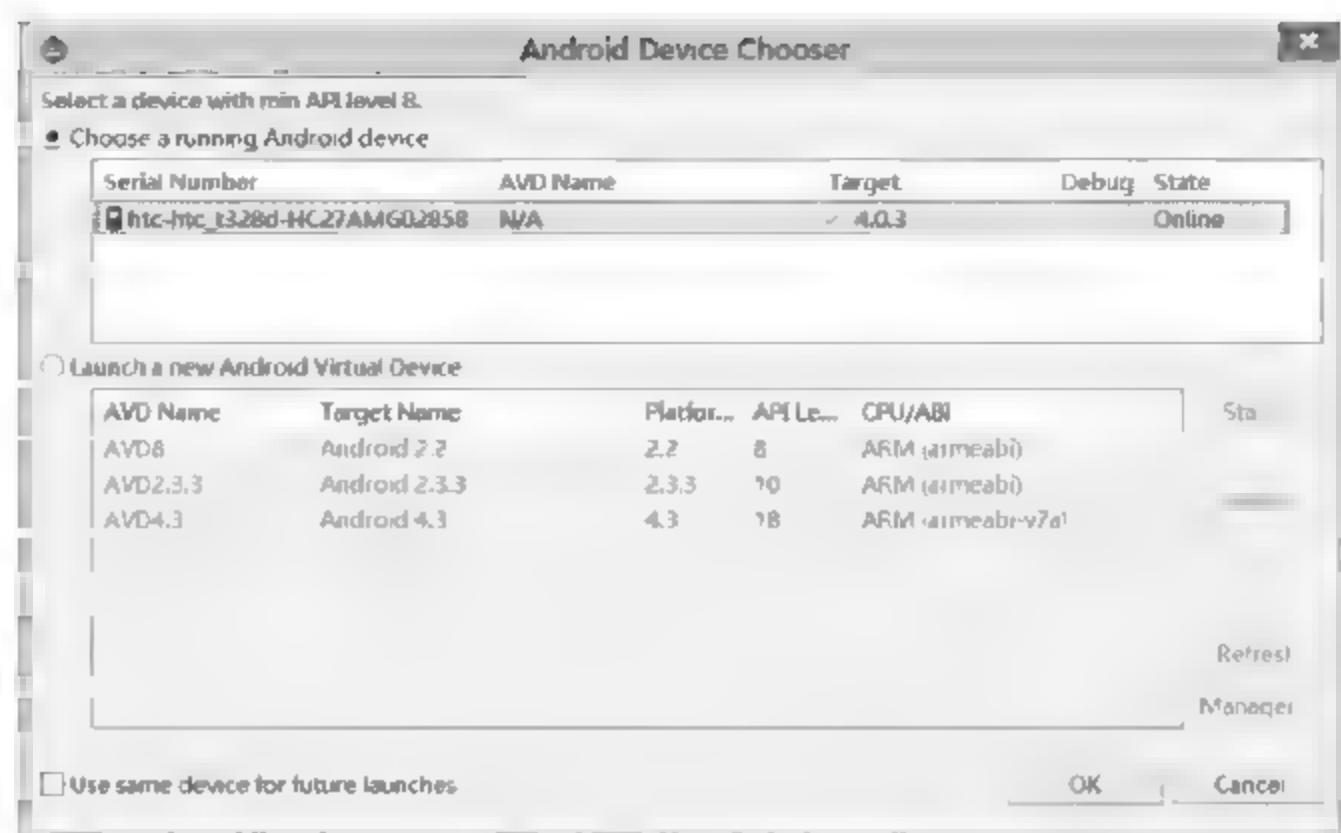 Android Device Chooser
Select a device with min API level 8.
Choose a running Android device
Serial Number AVD Name Target Debug State
htc-htc_t328d-HC27AMG02858 N/A 4.0.3 Online
Launch a new Android Virtual Device
AVD Name Target Name Platfor... API Le... CPU/ABI
AVD8 Android 2.2 2.2 8 ARM (armeabi)
AVD2.3.3 Android 2.3.3 2.3.3 10 ARM (armeabi)
AVD4.3 Android 4.3 4.3 18 ARM (armeabi-v7a)
Sta
Refresh
Manager
Use same device for future launches
OK Cancel